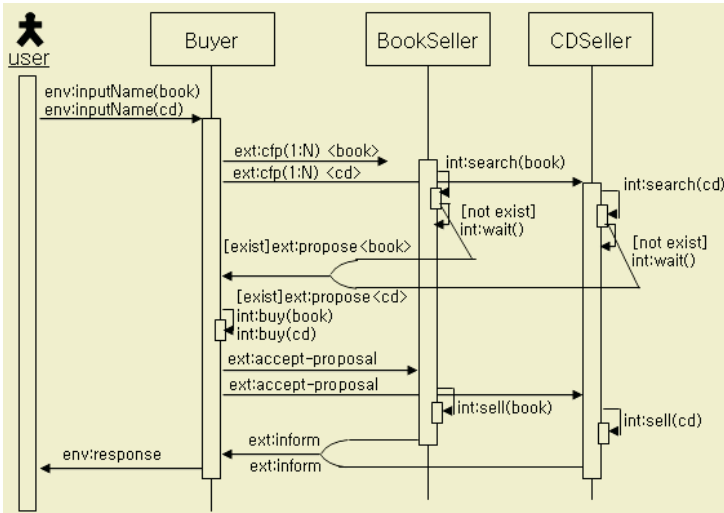 user
Buyer
BookSeller
CDSeller
env:inputName(book)
env:inputName(cd)
ext:cfp(1:N) <book>
ext:cfp(1:N) <cd>
int:search(book)
int:search(cd)
[not exist]
int:wait()
[not exist]
int:wait()
[exist]ext:propose<book>
[exist]ext:propose<cd>
int:buy(book)
int:buy(cd)
ext:accept-proposal
ext:accept-proposal
int:sell(book)
int:sell(cd)
ext:inform
env:response
ext:inform